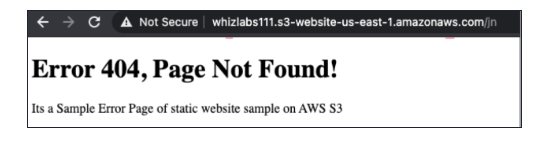 Not Secure | whizlabs111.s3-website-us-east-1.amazonaws.com/jn
Error 404, Page Not Found!
Its a Sample Error Page of static website sample on AWS S3